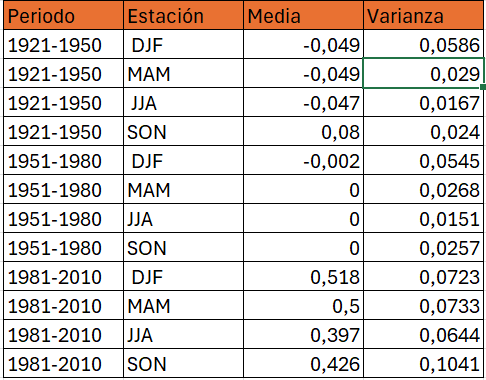 Periodo Estación Media Varianza
1921-1950 DJF -0,049 0,0586
1921-1950 MAM -0,049 0,029
1921-1950 JJA -0,047 0,0167
1921-1950 SON 0,08 0,024
1951-1980 DJF -0,002 0,0545
1951-1980 MAM 0 0,0268
1951-1980 JJA 0 0,0151
1951-1980 SON 0 0,0257
1981-2010 DJF 0,518 0,0723
1981-2010 MAM 0,5 0,0733
1981-2010 JJA 0,397 0,0644
1981-2010 SON 0,426 0,1041